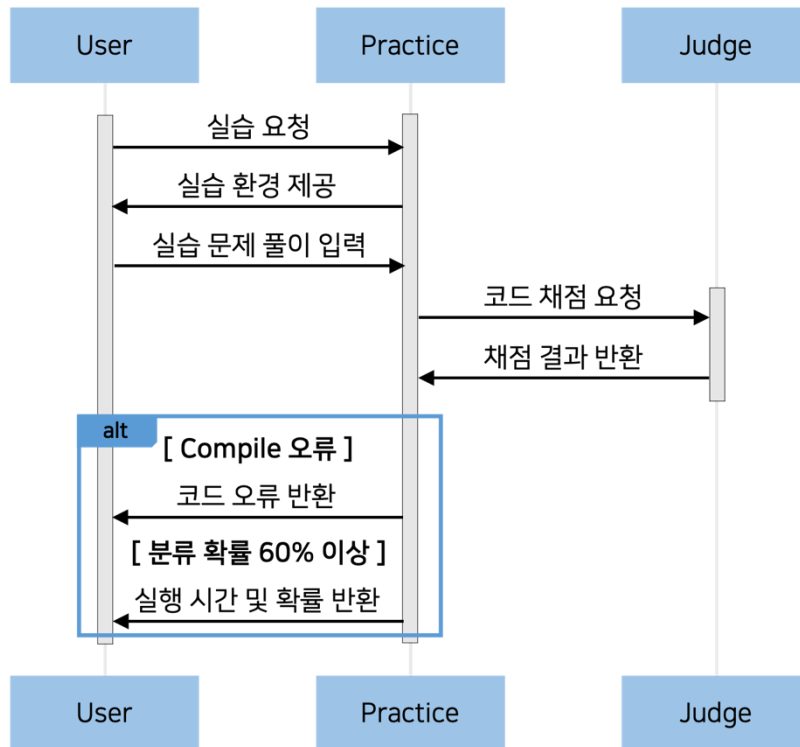 User
Practice
Judge
실습 요청
실습 환경 제공
실습 문제 풀이 입력
코드 채점 요청
채점 결과 반환
alt
[ Compile 오류 ]
코드 오류 반환
[ 분류 확률 60% 이상 ]
실행 시간 및 확률 반환
User
Practice
Judge